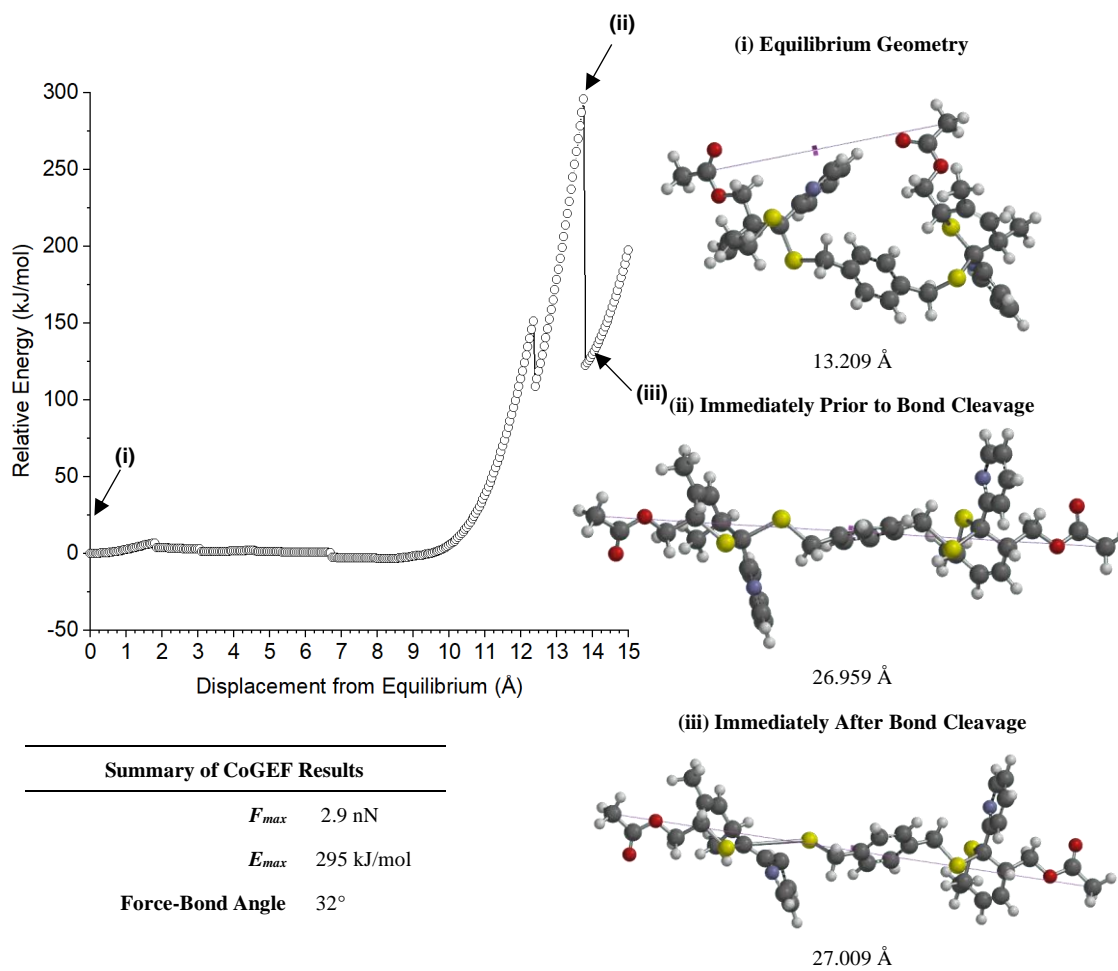 (ii)
(i) Equilibrium Geometry
300
250
200
150
100
50
0
-50
Relative Energy (kJ/mol)
(i)
(iii)
0 1 2 3 4 5 6 7 8 9 10 11 12 13 14 15
Displacement from Equilibrium (Å)
13.209 Å
(ii) Immediately Prior to Bond Cleavage
26.959 Å
(iii) Immediately After Bond Cleavage
27.009 Å
Summary of CoGEF Results
Fmax 2.9 nN
Emax 295 kJ/mol
Force-Bond Angle 32°